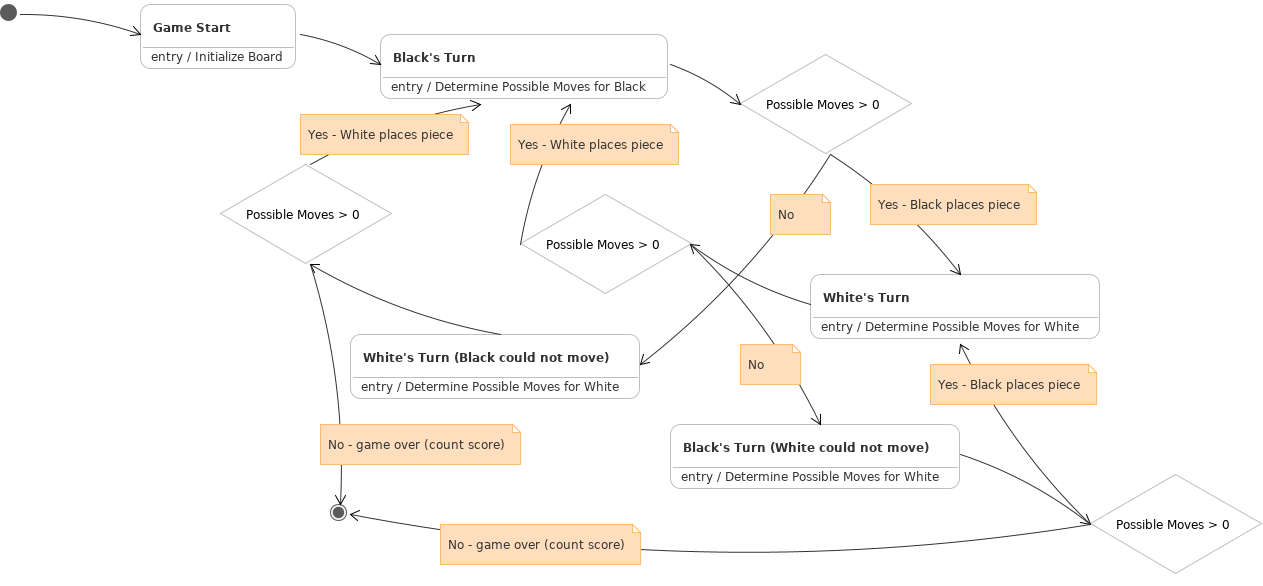 Game Start
entry / Initialize Board
Black's Turn
entry / Determine Possible Moves for Black
Possible Moves > 0
Yes - White places piece
Yes - White places piece
Possible Moves > 0
Possible Moves > 0
No
Yes - Black places piece
White's Turn
entry / Determine Possible Moves for White
White's Turn (Black could not move)
entry / Determine Possible Moves for White
No
Yes - Black places piece
No - game over (count score)
Black's Turn (White could not move)
entry / Determine Possible Moves for White
Possible Moves > 0
No - game over (count score)